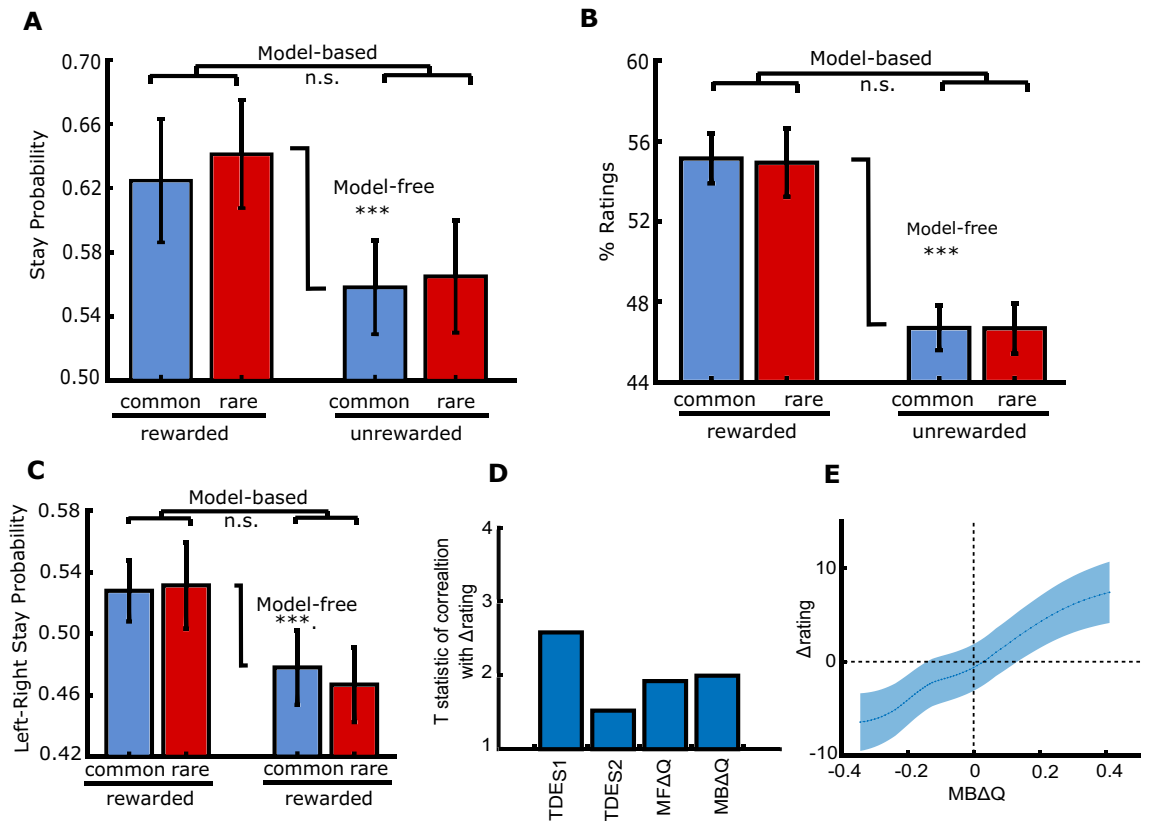 A
0.70
0.66
0.62
0.58
0.54
0.50
Stay Probability
Model-based
n.s.
Model-free
***
common rare common rare
rewarded unrewarded
B
60
56
52
48
44
% Ratings
Model-based
n.s.
Model-free
***
common rare common rare
rewarded unrewarded
C
0.58
0.54
0.50
0.46
0.42
Left-Right Stay Probability
Model-based
n.s.
Model-free
***.
common rare common rare
rewarded rewarded
D
4
3
2
1
T statistic of correaltion
with Δrating
TDES1
TDES2
MFΔQ
MBΔQ
E
10
0
-10
Δrating
-0.4 -0.2 0 0.2 0.4
MBΔQ